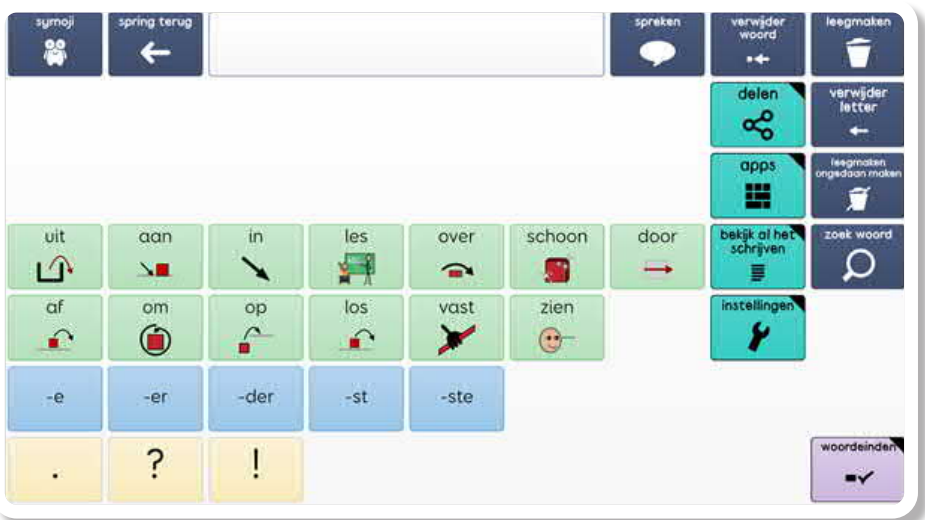 symoji
spring terug
spreken
verwijder
woord
leegmaken
delen
verwijder
letter
apps
leegmaken
ongedaan maken
uit
aan
in
les
over
schoon
door
bekijk al het
schrijven
zoek woord
af
om
op
los
vast
zien
instellingen
-e
-er
-der
-st
-ste
.
?
!
woordeinden